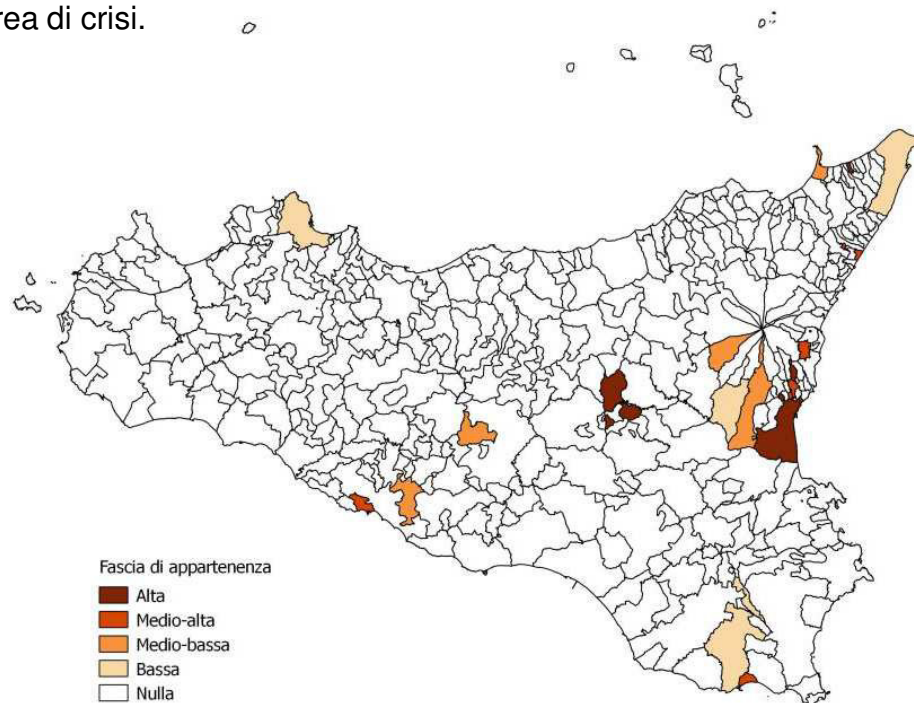 rea di crisi.
Fascia di appartenenza
Alta
Medio-alta
Medio-bassa
Bassa
Nulla